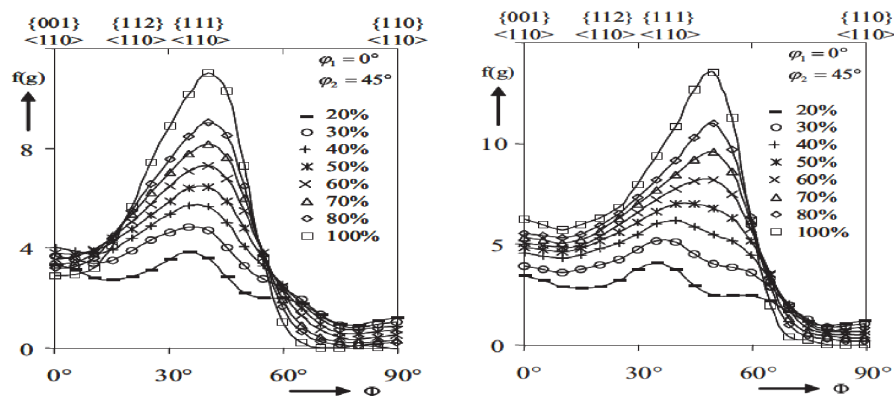 {001} {112} {111} {110}
<110> <110> <110> <110>
f(g)
φ₁ = 0°
φ₂ = 45°
20%
30%
40%
50%
60%
70%
80%
100%
8
4
0
0° 30° 60° 90°
Φ
{001} {112} {111} {110}
<110> <110> <110> <110>
f(g)
φ₁ = 0°
φ₂ = 45°
20%
30%
40%
50%
60%
70%
80%
100%
10
5
0
0° 30° 60° 90°
Φ